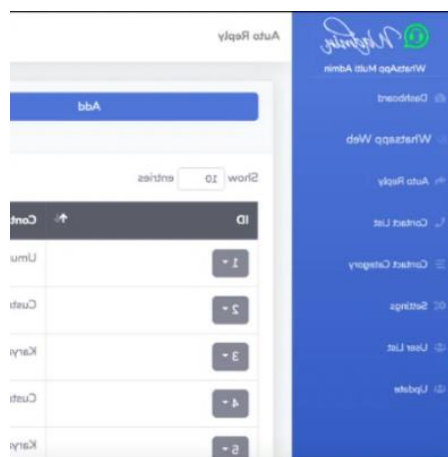 Wadmin
WhatsApp Multi Admin
Dashboard
Whatsapp Web
Auto Reply
Contact List
Contact Category
Settings
User List
Update
Auto Reply
Add
Show 10 entries
ID
1
2
3
4
5